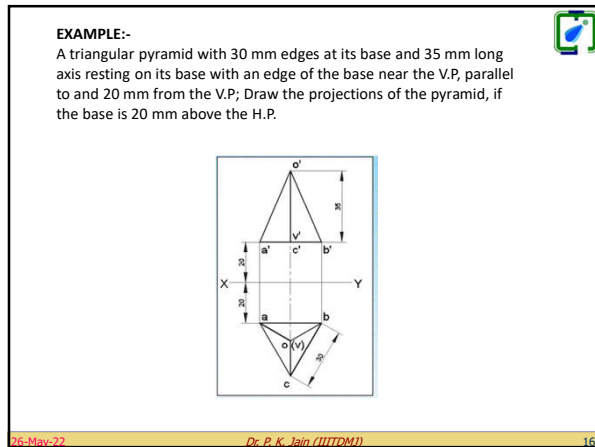 EXAMPLE:-
A triangular pyramid with 30 mm edges at its base and 35 mm long
axis resting on its base with an edge of the base near the V.P, parallel
to and 20 mm from the V.P; Draw the projections of the pyramid, if
the base is 20 mm above the H.P.
o'
35
v'
a' c' b'
20
X Y
20
a b
o (v)
30
c
26-May-22 Dr. P. K. Jain (IIITDMJ) 16